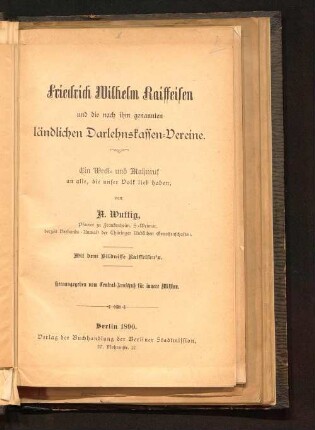 Friedrich Wilhelm Raiffeisen
und die nach ihm genannten
ländlichen Darlehnskassen-Vereine.
Ein Weck- und Mahnruf
an alle, die unser Volk lieb haben,
von
A. Wuttig,
Pfarrer
Mit dem Bildnisse Raiffeisen's.
Herausgegeben vom Central-Ausschuß für innere Mission.
Berlin 1890.
Verlag der Buchhandlung der Berliner Stadtmission.